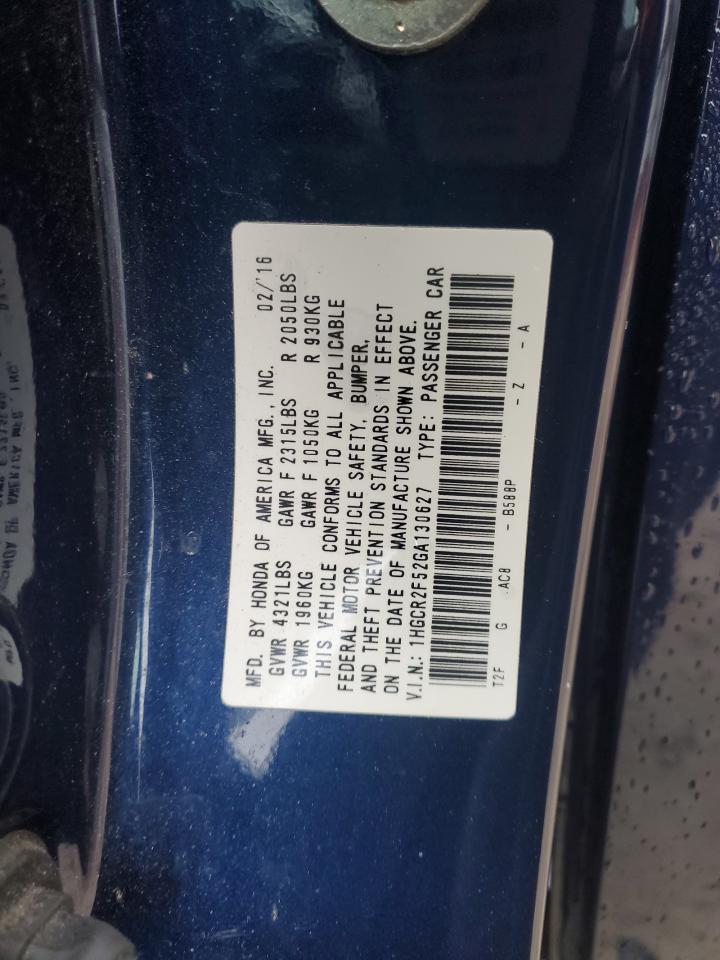 MFD. BY HONDA OF AMERICA MFG., INC. 02/'16
GVWR 4321LBS GAWR F 2315LBS R 2050LBS
GVWR 1960KG GAWR F 1050KG R 930KG
THIS VEHICLE CONFORMS TO ALL APPLICABLE
FEDERAL MOTOR VEHICLE SAFETY, BUMPER,
AND THEFT PREVENTION STANDARDS IN EFFECT
ON THE DATE OF MANUFACTURE SHOWN ABOVE.
V.I.N.: 1HGCR2F52GA130627 TYPE: PASSENGER CAR
T2F G AC8 - B588P - Z - A